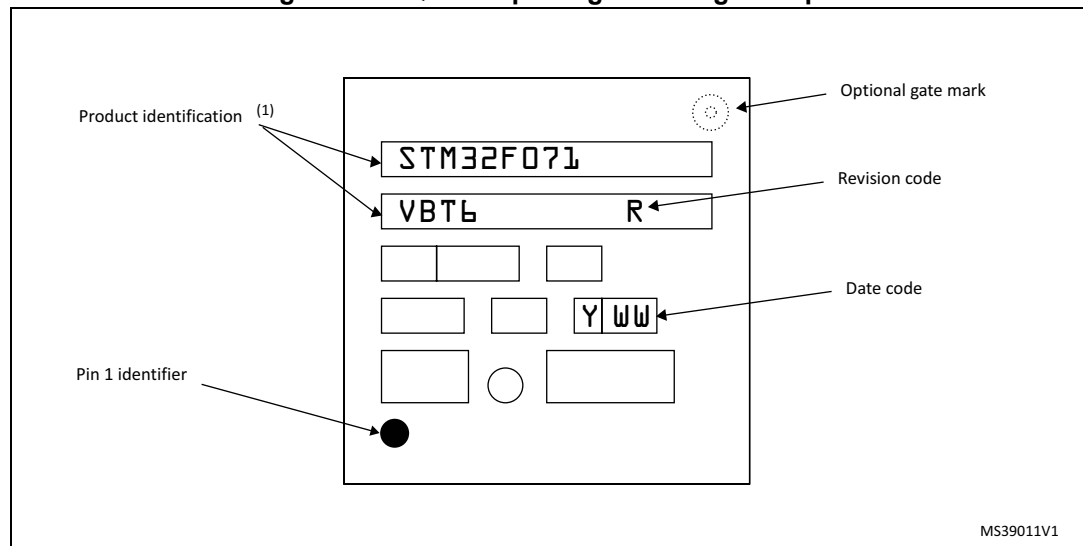 Optional gate mark
Product identification (1)
STM32F071
Revision code
VBT6 R
Date code
Y WW
Pin 1 identifier
MS39011V1